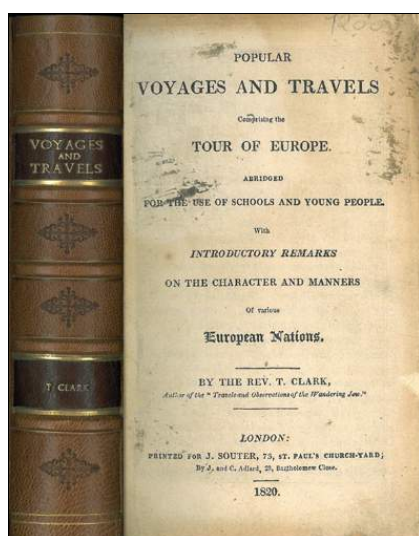 VOYAGES
AND
TRAVELS
T. CLARK
POPULAR
VOYAGES AND TRAVELS
Comprising the
TOUR OF EUROPE.
ABRIDGED
FOR THE USE OF SCHOOLS AND YOUNG PEOPLE.
With
INTRODUCTORY REMARKS
ON THE CHARACTER AND MANNERS
Of various
European Nations.
BY THE REV. T. CLARK,
Author of the "Travels and Observations of the Wandering Jew."
LONDON:
PRINTED FOR J. SOUTER, 73, ST. PAUL'S CHURCH-YARD;
By J. and C. Adlard, 23, Bartholomew Close.
1820.